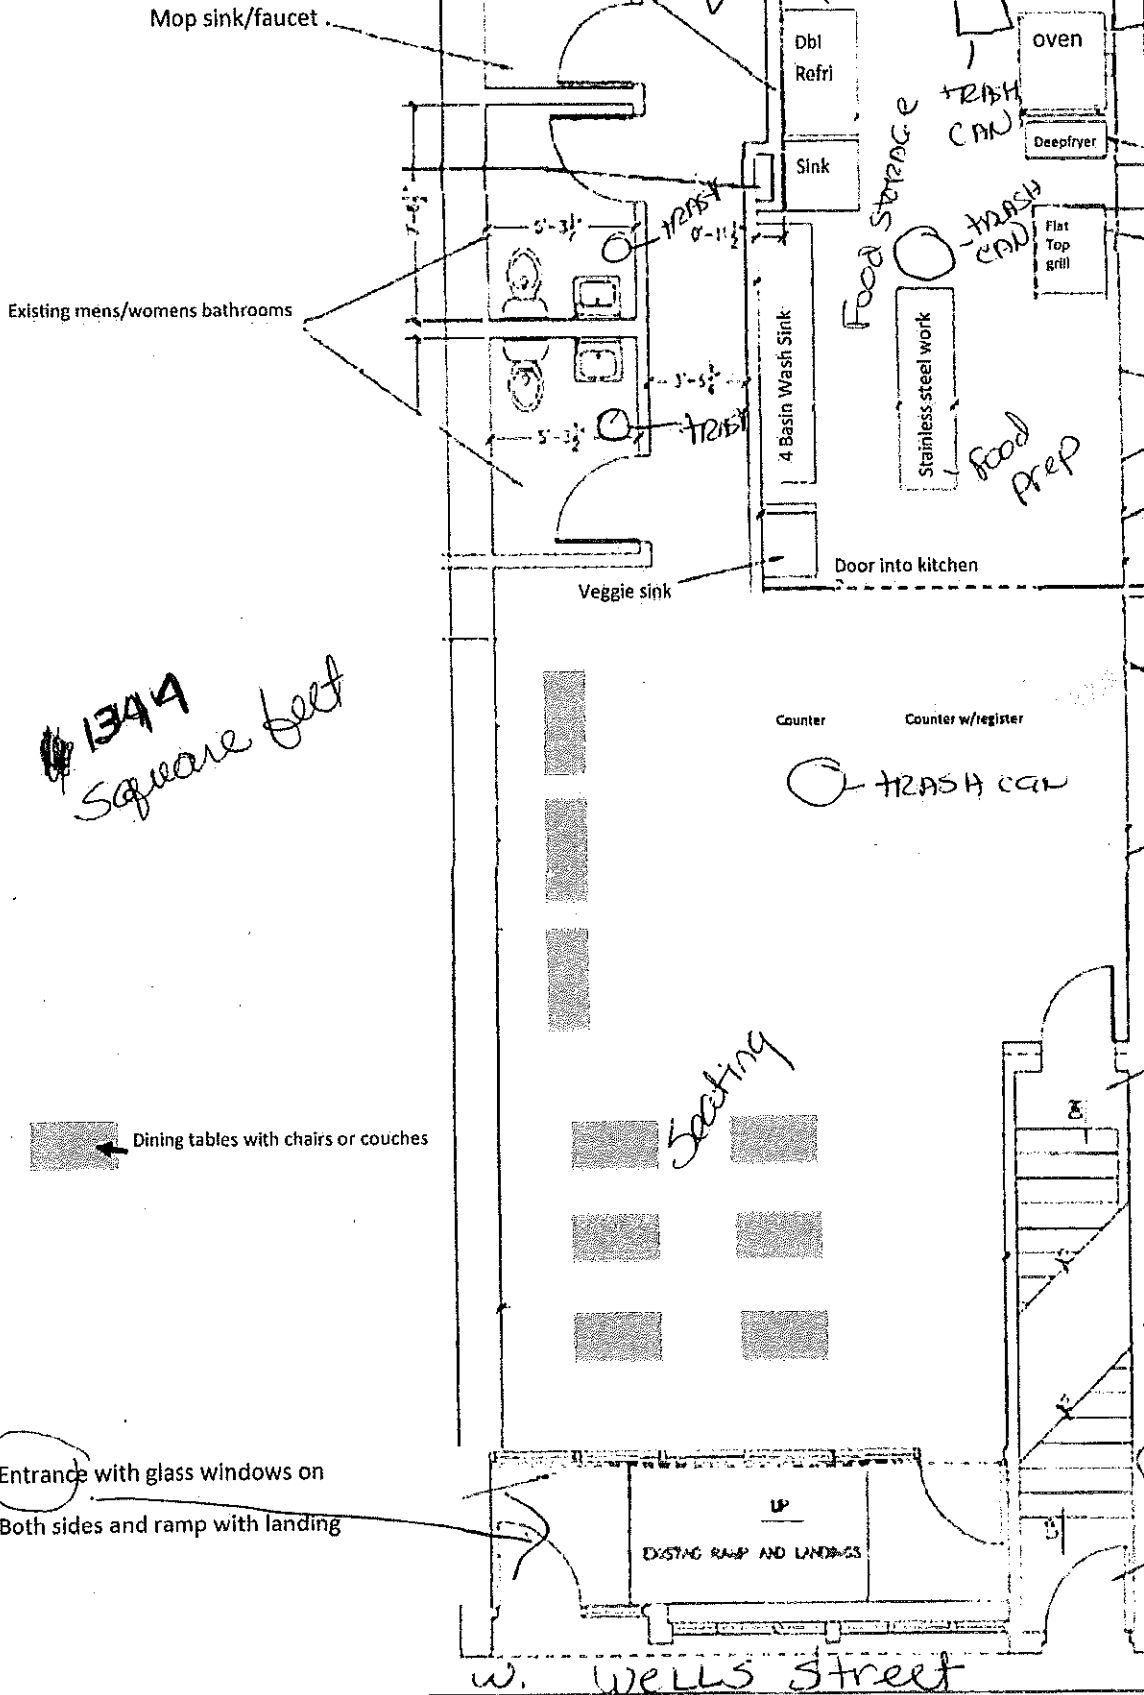 Mop sink/faucet
Dbl
Refri
oven
TRASH
CAN
Deepfryer
Sink
Food STORAGE
TRASH
CAN
Flat
Top
grill
TRASH
5'-3½"
0'-11½"
Existing mens/womens bathrooms
4 Basin Wash Sink
Stainless steel work
Food
prep
5'-3½"
TRASH
Door into kitchen
Veggie sink
1344
Square feet
Counter
Counter w/register
TRASH CAN
Seating
Dining tables with chairs or couches
Entrance with glass windows on
Both sides and ramp with landing
UP
EXISTING RAMP AND LANDINGS
W. Wells Street